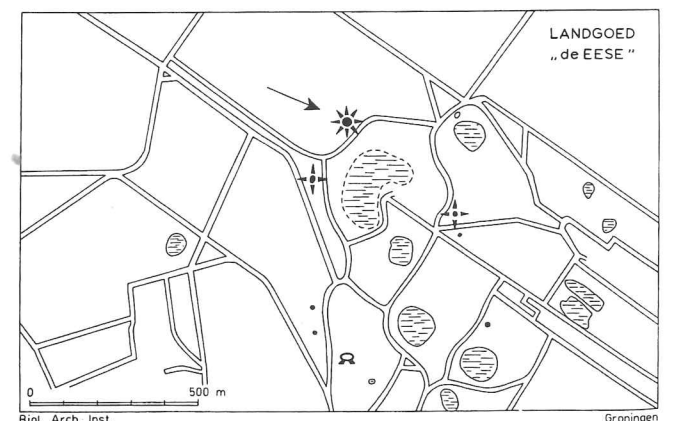 LANDGOED
„de EESE”
0 500 m
Biol. Arch. Inst. Groningen